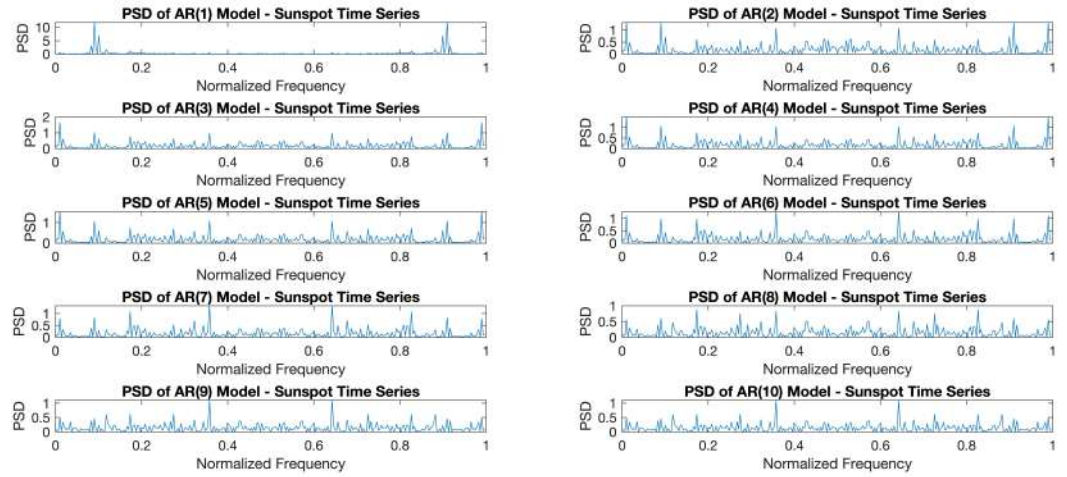 PSD of AR(1) Model - Sunspot Time Series
PSD
10
5
0
0 0.2 0.4 0.6 0.8 1
Normalized Frequency
PSD of AR(2) Model - Sunspot Time Series
PSD
1
0.5
0
0 0.2 0.4 0.6 0.8 1
Normalized Frequency
PSD of AR(3) Model - Sunspot Time Series
PSD
2
1
0
0 0.2 0.4 0.6 0.8 1
Normalized Frequency
PSD of AR(4) Model - Sunspot Time Series
PSD
1
0.5
0
0 0.2 0.4 0.6 0.8 1
Normalized Frequency
PSD of AR(5) Model - Sunspot Time Series
PSD
1
0
0 0.2 0.4 0.6 0.8 1
Normalized Frequency
PSD of AR(6) Model - Sunspot Time Series
PSD
1
0.5
0
0 0.2 0.4 0.6 0.8 1
Normalized Frequency
PSD of AR(7) Model - Sunspot Time Series
PSD
1
0.5
0
0 0.2 0.4 0.6 0.8 1
Normalized Frequency
PSD of AR(8) Model - Sunspot Time Series
PSD
1
0.5
0
0 0.2 0.4 0.6 0.8 1
Normalized Frequency
PSD of AR(9) Model - Sunspot Time Series
PSD
1
0.5
0
0 0.2 0.4 0.6 0.8 1
Normalized Frequency
PSD of AR(10) Model - Sunspot Time Series
PSD
1
0.5
0
0 0.2 0.4 0.6 0.8 1
Normalized Frequency